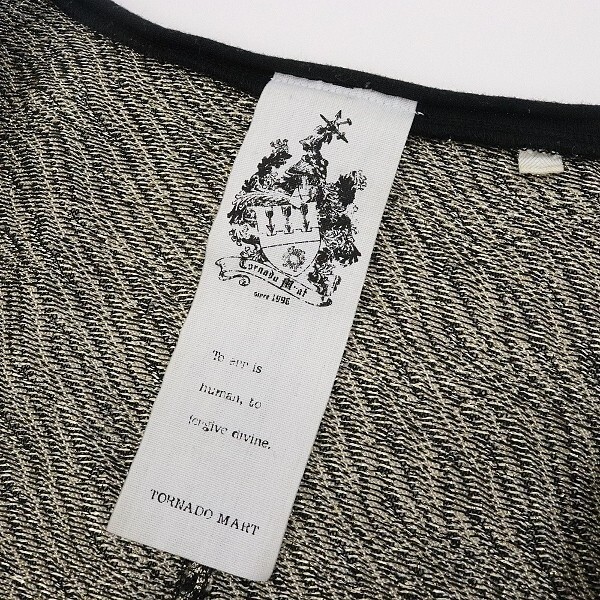 Tornado Mart
since 1996
To err is
human, to
forgive divine.
TORNADO MART